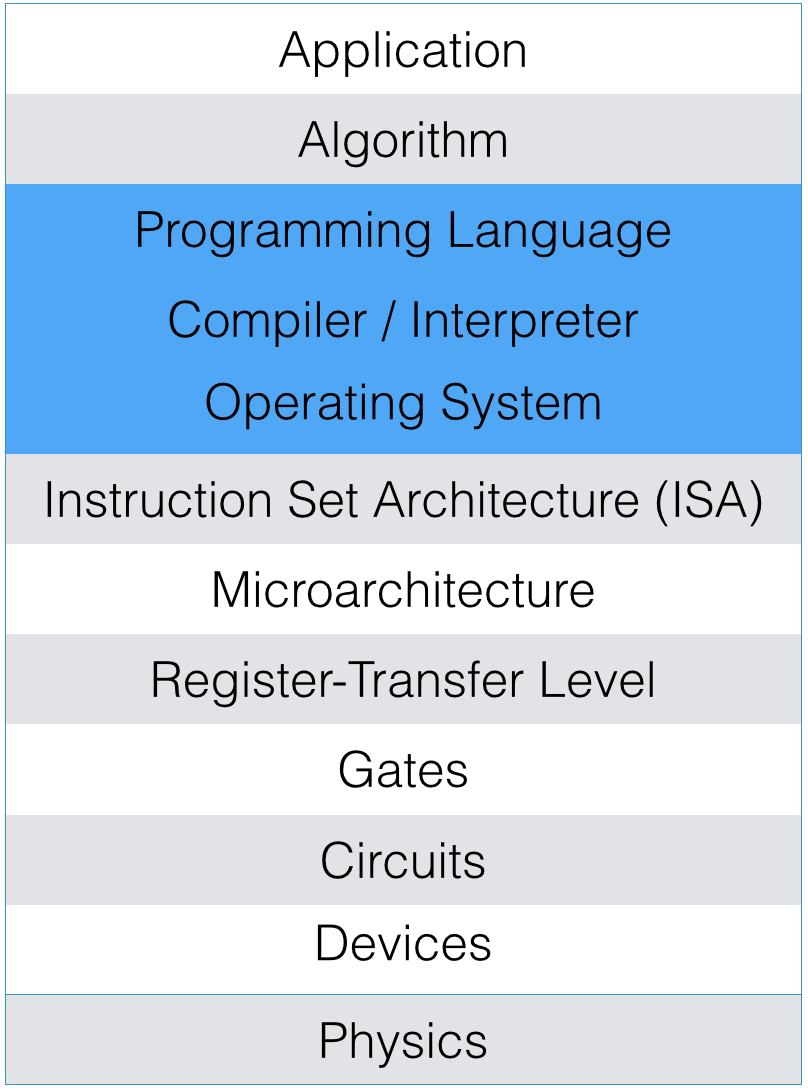 Application
Algorithm
Programming Language
Compiler / Interpreter
Operating System
Instruction Set Architecture (ISA)
Microarchitecture
Register-Transfer Level
Gates
Circuits
Devices
Physics